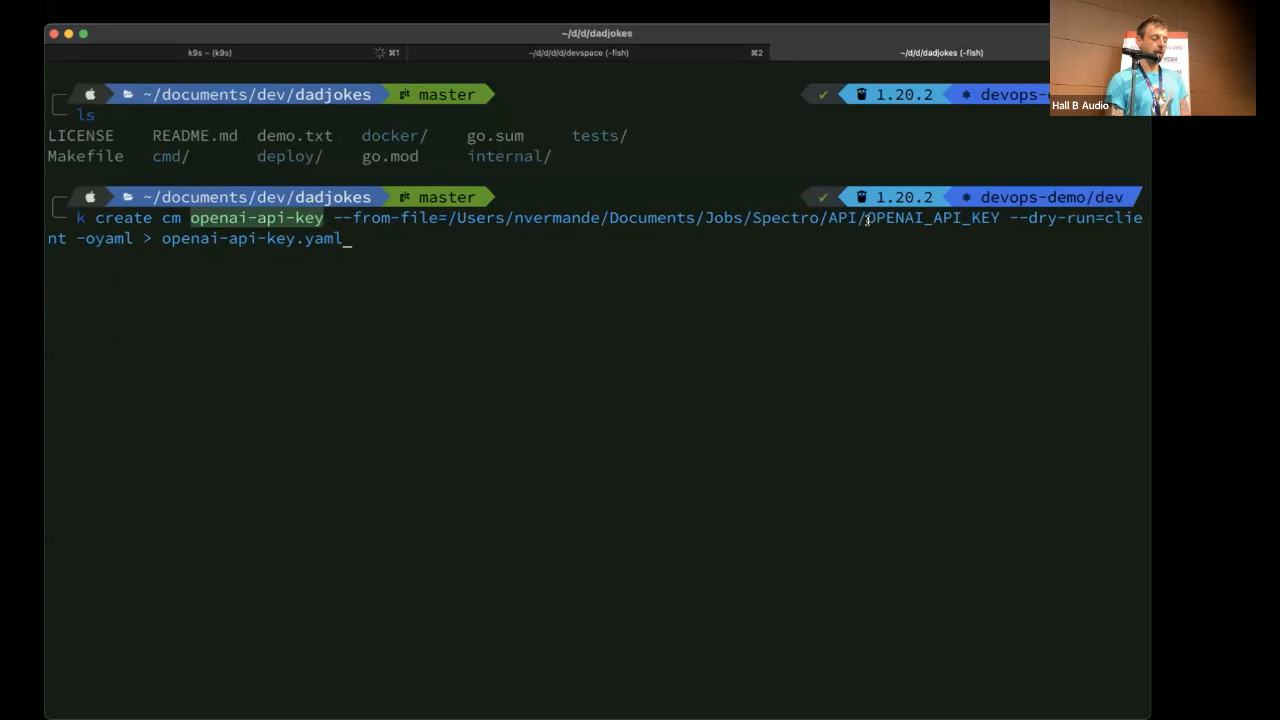 ~/d/d/dadjokes
k9s - (k9s)
⌘1
~/d/d/d/d/devspace (-fish)
⌘2
~/d/d/dadjokes (-fish)
~/documents/dev/dadjokes master ✓ 1.20.2
Hall B Audio
ls
LICENSE README.md demo.txt docker/ go.sum tests/
Makefile cmd/ deploy/ go.mod internal/
~/documents/dev/dadjokes master ✓ 1.20.2 devops-demo/dev
k create cm openai-api-key --from-file=/Users/nvermande/Documents/Jobs/Spectro/API/OPENAI_API_KEY --dry-run=clie
nt -oyaml > openai-api-key.yaml_